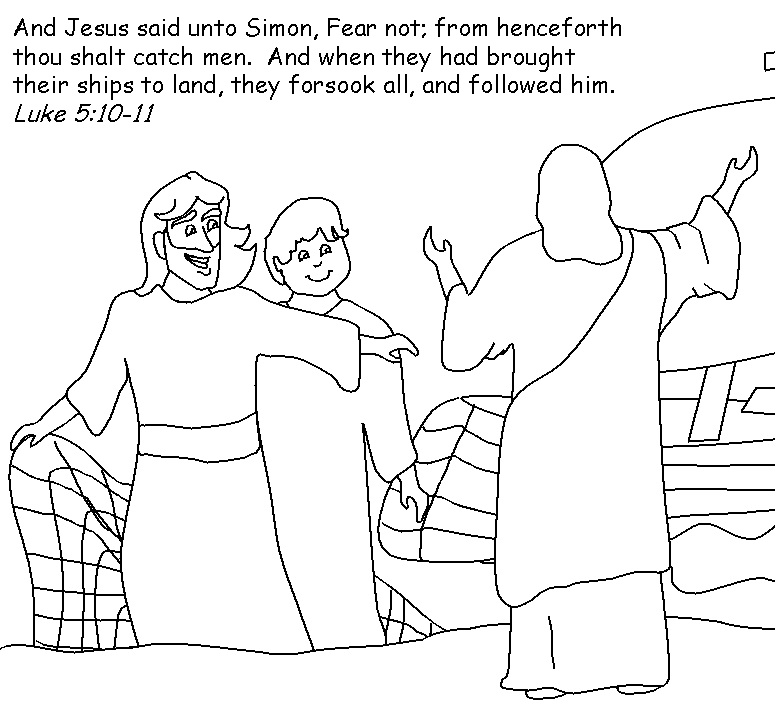 And Jesus said unto Simon, Fear not; from henceforth
thou shalt catch men.  And when they had brought
their ships to land, they forsook all, and followed him.
Luke 5:10-11